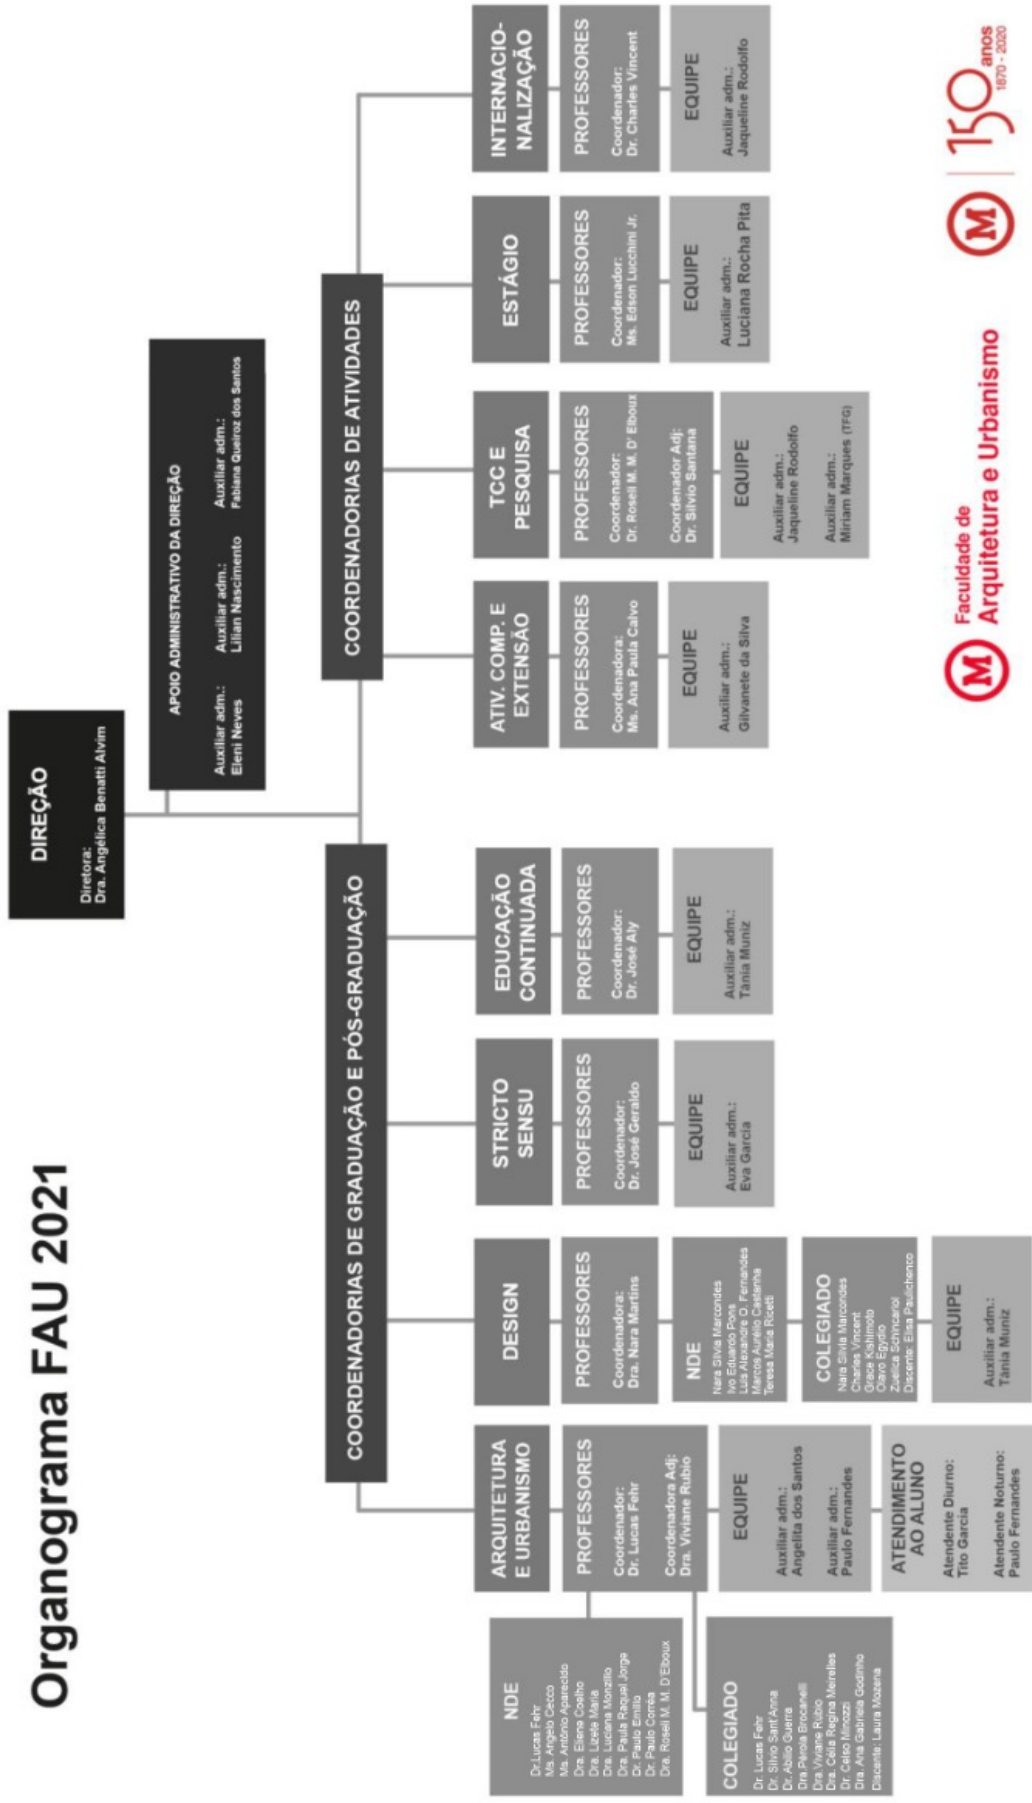 Organograma FAU 2021
DIREÇÃO
Diretora:
Dra. Angélica Benatti Alvim
APOIO ADMINISTRATIVO DA DIREÇÃO
Auxiliar adm.:
Eleni Neves
Auxiliar adm.:
Lilian Nascimento
Auxiliar adm.:
Fabiana Queiroz dos Santos
COORDENADORIAS DE GRADUAÇÃO E PÓS-GRADUAÇÃO
COORDENADORIAS DE ATIVIDADES
ARQUITETURA
E URBANISMO
PROFESSORES
Coordenador:
Dr. Lucas Fehr
Coordenadora Adj:
Dra. Viviane Rubio
NDE
Dr.Lucas Fehr
Ms. Angelo Cecco
Ms. Antônio Aparecido
Dra. Eliene Coelho
Dra. Lizete Maria
Dra. Luciana Monzillo
Dra. Paula Raquel Jorge
Dr. Paulo Emilio
Dr. Paulo Corrêa
Dra. Roseli M. M. D'Elboux
COLEGIADO
Dr. Lucas Fehr
Dr. Silvio Sant'Anna
Dr. Abilio Guerra
Dra.Pérola Brocanelli
Dra.Viviane Rubio
Dra. Célia Regina Meirelles
Dr. Celso Minozzi
Dra. Ana Gabriela Godinho
Discente: Laura Mozena
EQUIPE
Auxiliar adm.:
Angelita dos Santos
Auxiliar adm.:
Paulo Fernandes
ATENDIMENTO
AO ALUNO
Atendente Diurno:
Tito Garcia
Atendente Noturno:
Paulo Fernandes
DESIGN
PROFESSORES
Coordenadora:
Dra. Nara Martins
NDE
Nara Silvia Marcondes
Ivo Eduardo Pons
Luis Alexandre O. Fernandes
Marcos Aurélio Castanha
Teresa Maria Ricetti
COLEGIADO
Nara Silvia Marcondes
Charles Vincent
Grace Kishimoto
Olavo Egydio
Zuelica Schincariol
Discente: Elisa Paulichenco
EQUIPE
Auxiliar adm.:
Tânia Muniz
STRICTO
SENSU
PROFESSORES
Coordenador:
Dr. José Geraldo
EQUIPE
Auxiliar adm.:
Eva Garcia
EDUCAÇÃO
CONTINUADA
PROFESSORES
Coordenador:
Dr. José Aly
EQUIPE
Auxiliar adm.:
Tânia Muniz
ATIV. COMP. E
EXTENSÃO
PROFESSORES
Coordenadora:
Ms. Ana Paula Calvo
EQUIPE
Auxiliar adm.:
Gilvanete da Silva
TCC E
PESQUISA
PROFESSORES
Coordenador:
Dr. Roseli M. M. D' Elboux
Coordenador Adj:
Dr. Silvio Santana
EQUIPE
Auxiliar adm.:
Jaqueline Rodolfo
Auxiliar adm.:
Miriam Marques (TFG)
ESTÁGIO
PROFESSORES
Coordenador:
Ms. Edson Lucchini Jr.
EQUIPE
Auxiliar adm.:
Luciana Rocha Pita
INTERNACIO-
NALIZAÇÃO
PROFESSORES
Coordenador:
Dr. Charles Vincent
EQUIPE
Auxiliar adm.:
Jaqueline Rodolfo
M
Faculdade de
Arquitetura e Urbanismo
M
150
anos
1870 - 2020